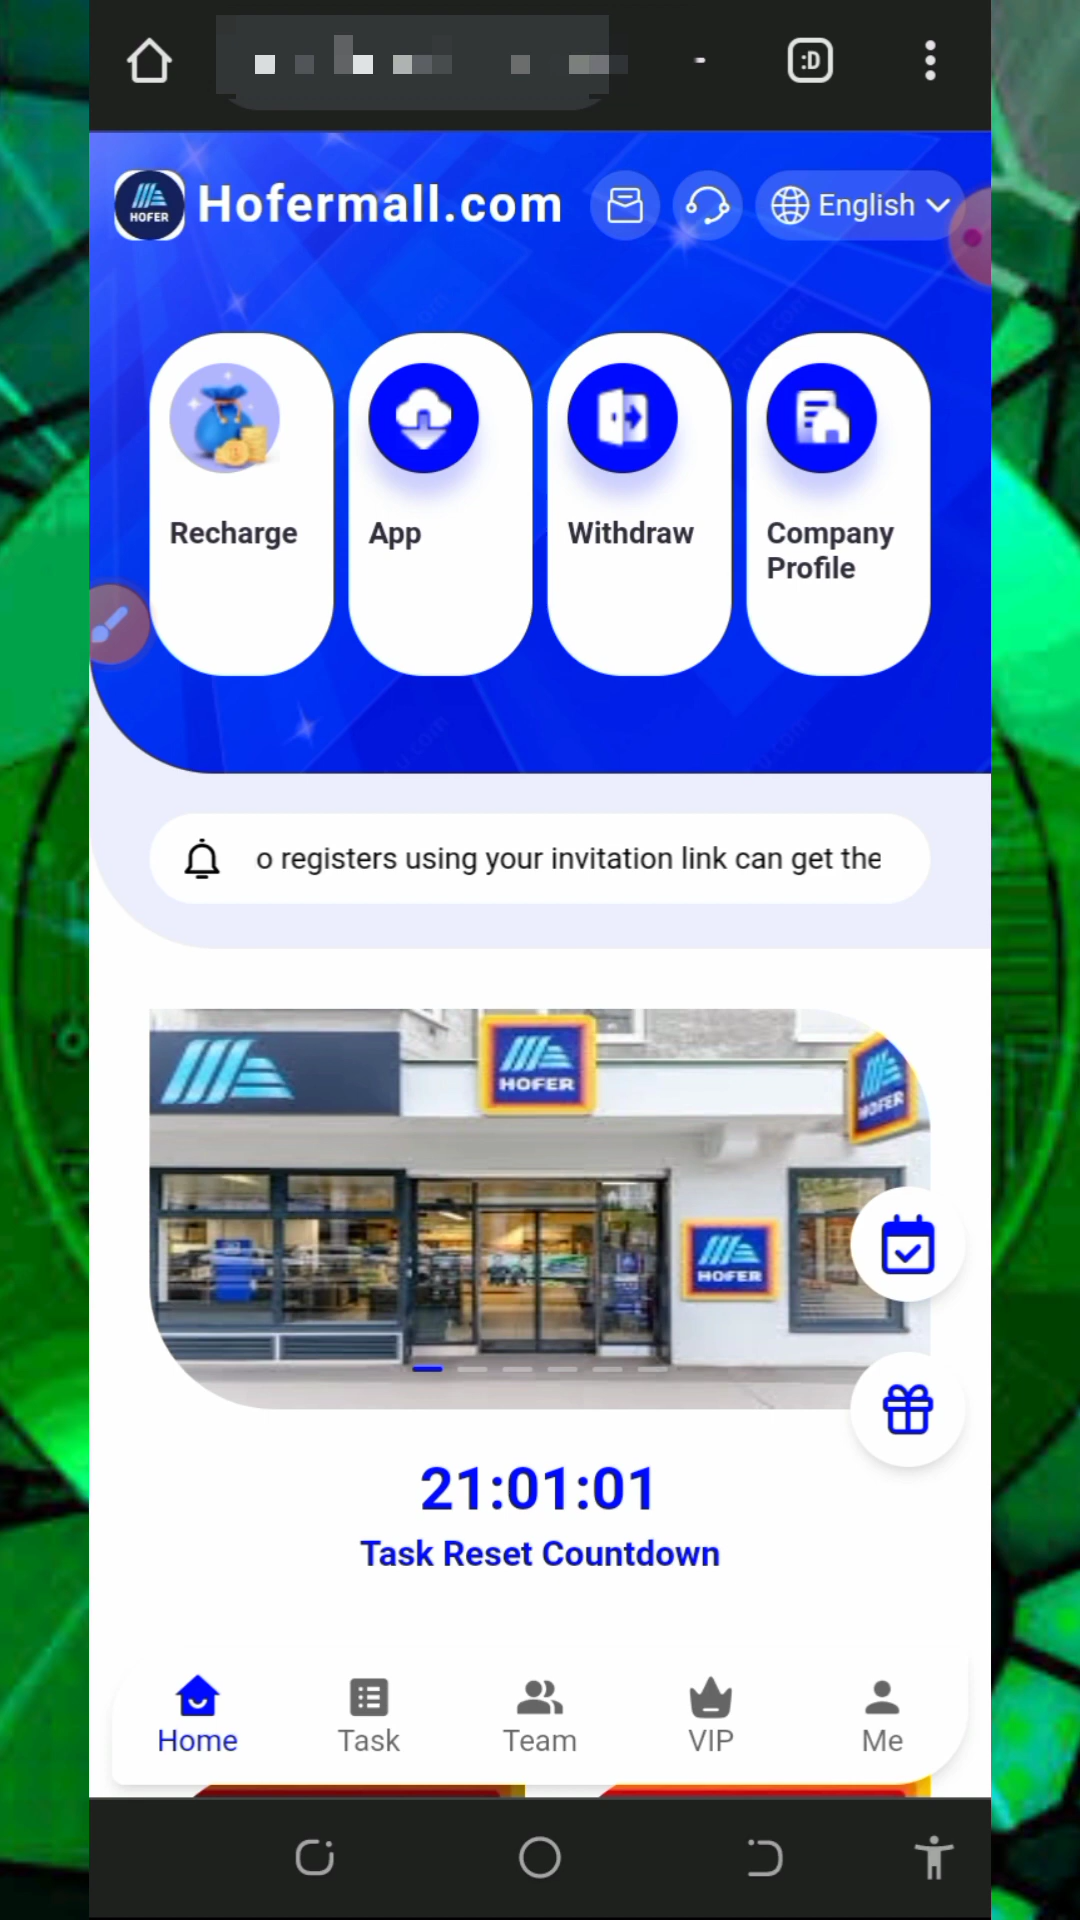 :D
HOFER
Hofermall.com
English
Recharge
App
Withdraw
Company
Profile
o registers using your invitation link can get the
HOFER
HOFER
HOFER
21:01:01
Task Reset Countdown
Home
Task
Team
VIP
Me